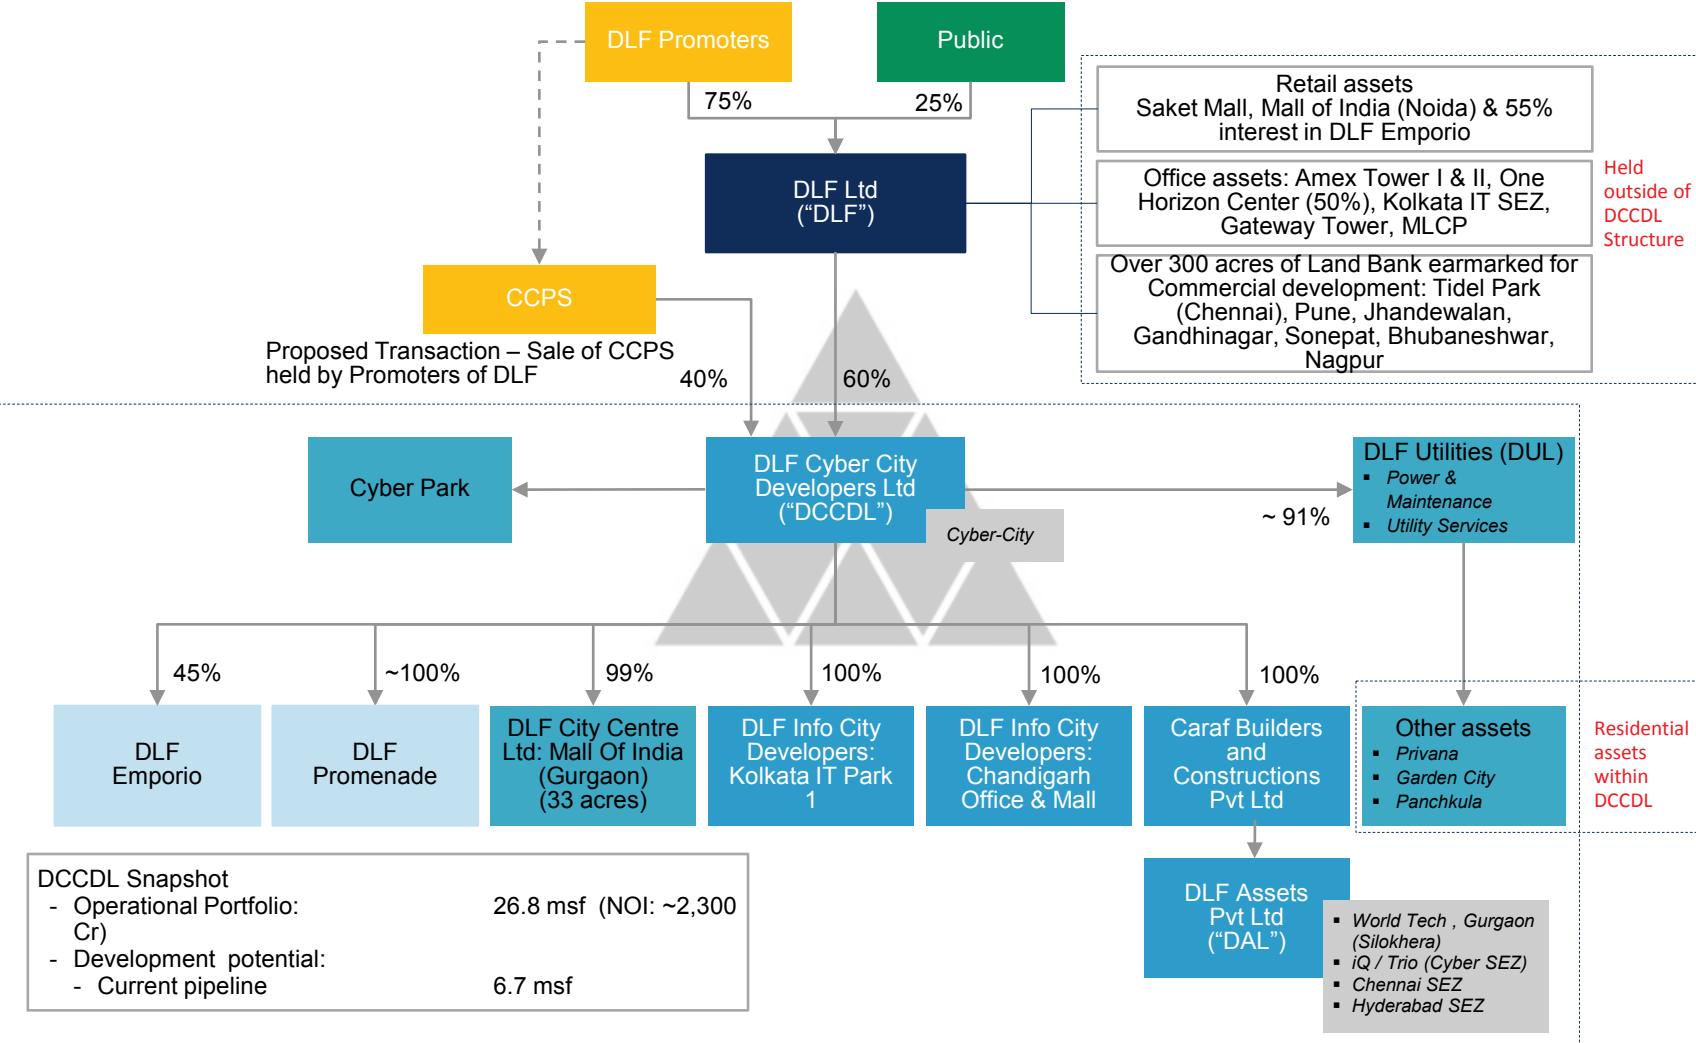 DLF Promoters
Public
75%
25%
Retail assets
Saket Mall, Mall of India (Noida) & 55%
interest in DLF Emporio
DLF Ltd
(“DLF”)
Office assets: Amex Tower I & II, One
Horizon Center (50%), Kolkata IT SEZ,
Gateway Tower, MLCP
Held
outside of
DCCDL
Structure
CCPS
Over 300 acres of Land Bank earmarked for
Commercial development: Tidel Park
(Chennai), Pune, Jhandewalan,
Gandhinagar, Sonepat, Bhubaneshwar,
Nagpur
Proposed Transaction – Sale of CCPS
held by Promoters of DLF
40%
60%
Cyber Park
DLF Cyber City
Developers Ltd
(“DCCDL”)
Cyber-City
~ 91%
DLF Utilities (DUL)
▪ Power &
Maintenance
▪ Utility Services
45%
~100%
99%
100%
100%
100%
DLF
Emporio
DLF
Promenade
DLF City Centre
Ltd: Mall Of India
(Gurgaon)
(33 acres)
DLF Info City
Developers:
Kolkata IT Park
1
DLF Info City
Developers:
Chandigarh
Office & Mall
Caraf Builders
and
Constructions
Pvt Ltd
Other assets
▪ Privana
▪ Garden City
▪ Panchkula
Residential
assets
within
DCCDL
DLF Assets
Pvt Ltd
(“DAL”)
▪ World Tech , Gurgaon
(Silokhera)
▪ iQ / Trio (Cyber SEZ)
▪ Chennai SEZ
▪ Hyderabad SEZ
DCCDL Snapshot
- Operational Portfolio: 26.8 msf (NOI: ~2,300
Cr)
- Development potential:
- Current pipeline 6.7 msf